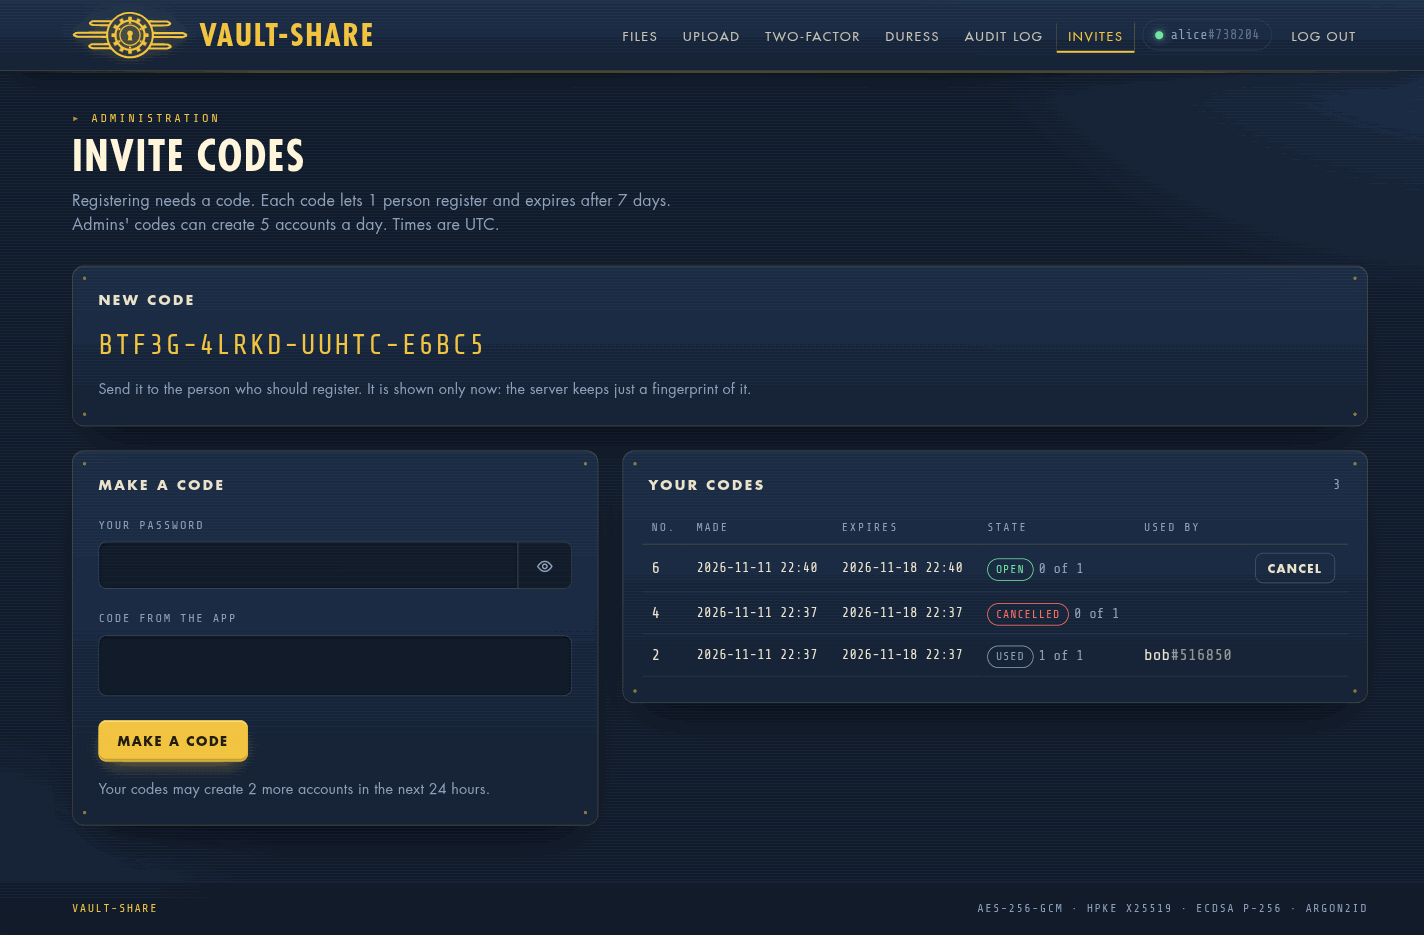 VAULT-SHARE
FILES UPLOAD TWO-FACTOR DURESS AUDIT LOG INVITES alice#738204 LOG OUT
▸ ADMINISTRATION
INVITE CODES
Registering needs a code. Each code lets 1 person register and expires after 7 days.
Admins' codes can create 5 accounts a day. Times are UTC.
NEW CODE
BTF3G-4LRKD-UUHTC-E6BC5
Send it to the person who should register. It is shown only now: the server keeps just a fingerprint of it.
MAKE A CODE
YOUR PASSWORD
CODE FROM THE APP
MAKE A CODE
Your codes may create 2 more accounts in the next 24 hours.
YOUR CODES 3
NO. MADE EXPIRES STATE USED BY
6 2026-11-11 22:40 2026-11-18 22:40 OPEN 0 of 1 CANCEL
4 2026-11-11 22:37 2026-11-18 22:37 CANCELLED 0 of 1
2 2026-11-11 22:37 2026-11-18 22:37 USED 1 of 1 bob#516850
VAULT-SHARE
AES-256-GCM · HPKE X25519 · ECDSA P-256 · ARGON2ID